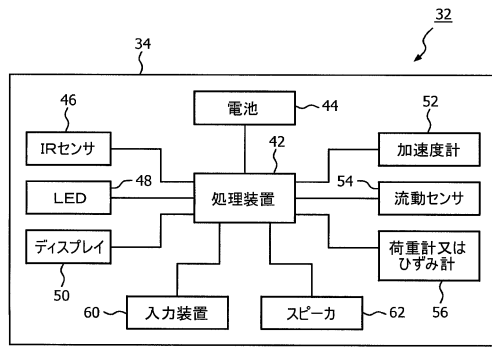 32
34
46
IRセンサ
電池
44
52
加速度計
42
処理装置
48
LED
54
流動センサ
ディスプレイ
50
荷重計又は
ひずみ計
56
60
入力装置
スピーカ
62